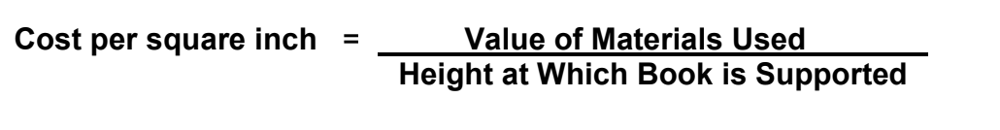 Cost per square inch = Value of Materials Used
Height at Which Book is Supported